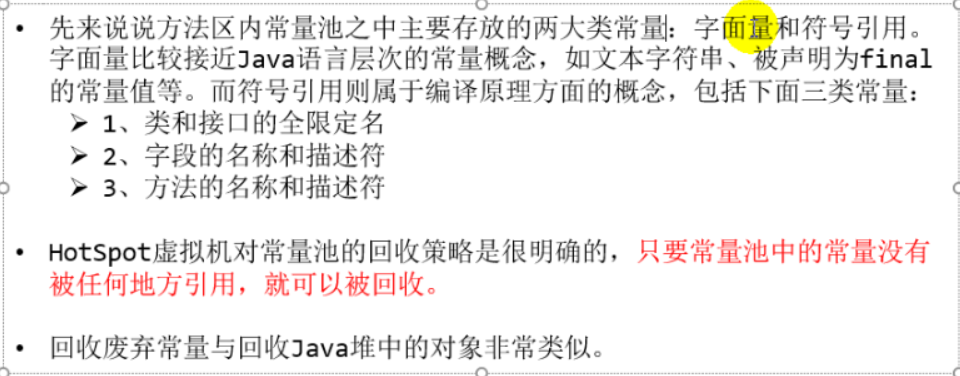 • 先来说说方法区内常量池之中主要存放的两大类常量：字面量和符号引用。
字面量比较接近Java语言层次的常量概念，如文本字符串、被声明为final
的常量值等。而符号引用则属于编译原理方面的概念，包括下面三类常量：
➢ 1、类和接口的全限定名
➢ 2、字段的名称和描述符
➢ 3、方法的名称和描述符
• HotSpot虚拟机对常量池的回收策略是很明确的，只要常量池中的常量没有
被任何地方引用，就可以被回收。
• 回收废弃常量与回收Java堆中的对象非常类似。